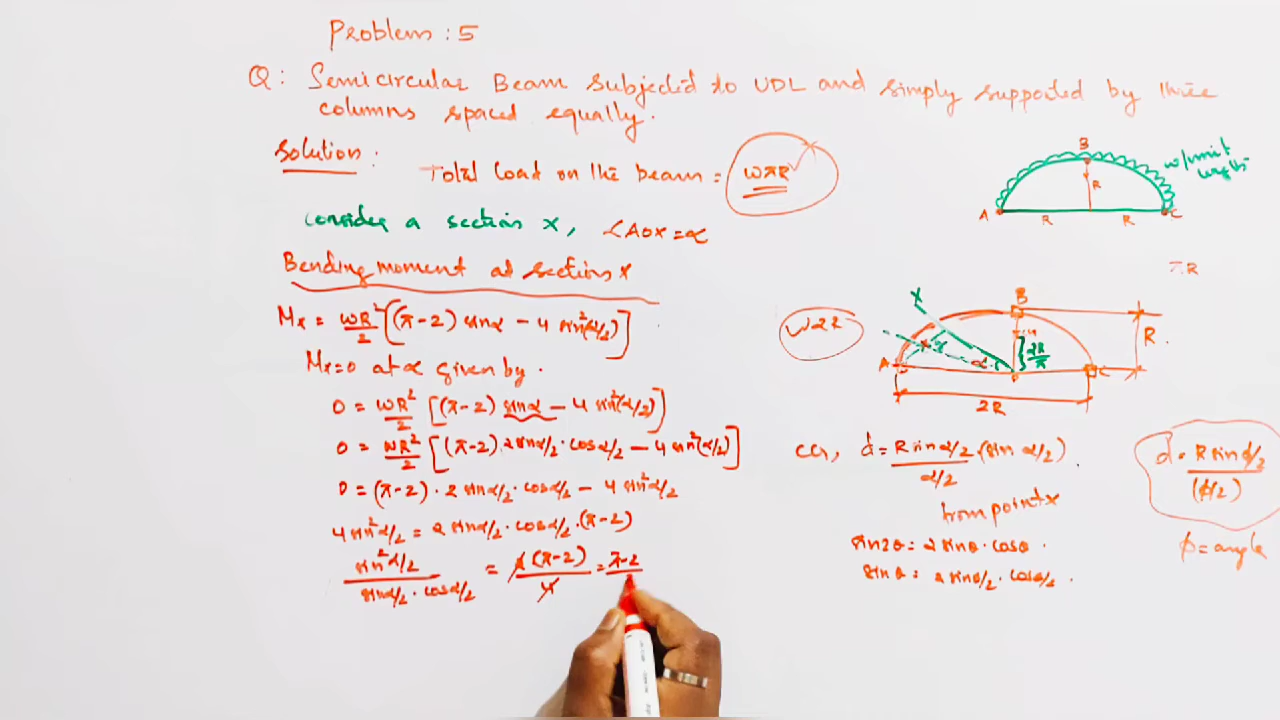 Problem : 5
Q: Semicircular Beam subjected to UDL and simply supported by three
columns spaced equally.
Solution :
Total load on the beam = wπR
Consider a section x, ∠AOX = α
Bending moment at section x
Mx = wR²/2 [(π-2) sinα - 4 sin²(α/2)]
Mx=0 at α given by.
0 = wR²/2 [(π-2) sinα - 4 sin²(α/2)]
0 = wR²/2 [(π-2) 2 sinα/2 · cosα/2 - 4 sin²(α/2)]
0 = (π-2) · 2 sinα/2 · cosα/2 - 4 sin²α/2
4 sin²α/2 = 2 sinα/2 · cosα/2 · (π-2)
sin²α/2 / sinα/2 · cosα/2 = 2(π-2) / 4 = π-2
B
w/unit
length
R
A
R
R
C
πR
X
B
2R/π
R.
A
α
C
2R
d = R sinα/2 / α/2 · (sin α/2)
from point x
sin2θ = 2 sinθ · cosθ
sinθ = 2 sinθ/2 · cosθ/2
d = R sinϕ/2 / (ϕ/2)
ϕ = angle